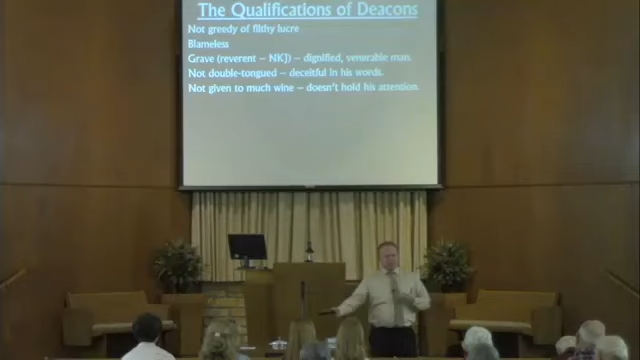 The Qualifications of Deacons
Not greedy of filthy lucre
Blameless
Grave (reverent – NKJ) – dignified, venerable man.
Not double-tongued – deceitful in his words.
Not given to much wine – doesn't hold his attention.